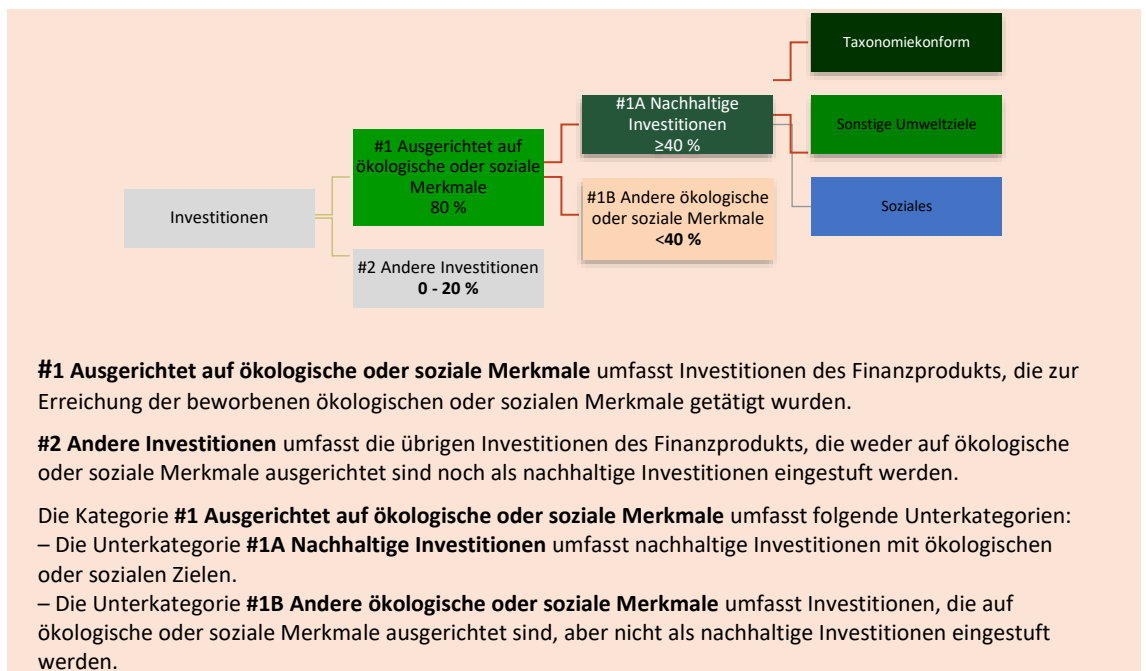 Taxonomiekonform
#1A Nachhaltige
Investitionen
≥40 %
Sonstige Umweltziele
#1 Ausgerichtet auf
ökologische oder soziale
Merkmale
80 %
Investitionen
#1B Andere ökologische
oder soziale Merkmale
<40 %
Soziales
#2 Andere Investitionen
0 - 20 %
#1 Ausgerichtet auf ökologische oder soziale Merkmale umfasst Investitionen des Finanzprodukts, die zur
Erreichung der beworbenen ökologischen oder sozialen Merkmale getätigt wurden.
#2 Andere Investitionen umfasst die übrigen Investitionen des Finanzprodukts, die weder auf ökologische
oder soziale Merkmale ausgerichtet sind noch als nachhaltige Investitionen eingestuft werden.
Die Kategorie #1 Ausgerichtet auf ökologische oder soziale Merkmale umfasst folgende Unterkategorien:
– Die Unterkategorie #1A Nachhaltige Investitionen umfasst nachhaltige Investitionen mit ökologischen
oder sozialen Zielen.
– Die Unterkategorie #1B Andere ökologische oder soziale Merkmale umfasst Investitionen, die auf
ökologische oder soziale Merkmale ausgerichtet sind, aber nicht als nachhaltige Investitionen eingestuft
werden.